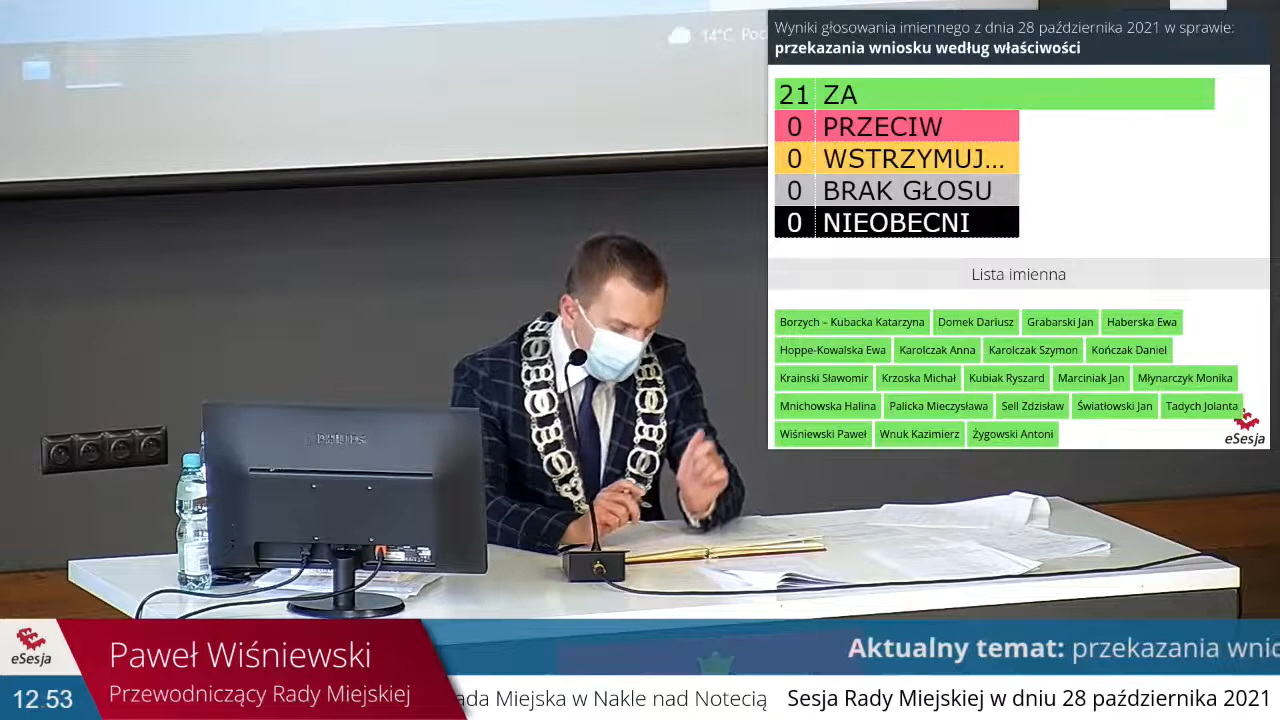 14°C
Wyniki głosowania imiennego z dnia 28 października 2021 w sprawie:
przekazania wniosku według właściwości
21 ZA
0 PRZECIW
0 WSTRZYMUJ...
0 BRAK GŁOSU
0 NIEOBECNI
Lista imienna
Borzych – Kubacka Katarzyna Domek Dariusz Grabarski Jan Haberska Ewa
Hoppe-Kowalska Ewa Karolczak Anna Karolczak Szymon Kończak Daniel
Krainski Sławomir Krzoska Michał Kubiak Ryszard Marciniak Jan Młynarczyk Monika
Mnichowska Halina Palicka Mieczysława Sell Zdzisław Światłowski Jan Tadych Jolanta
Wiśniewski Paweł Wnuk Kazimierz Żygowski Antoni
eSesja
PHILIPS
eSesja
Paweł Wiśniewski
Przewodniczący Rady Miejskiej
Aktualny temat: przekazania wnio
12.53
ada Miejska w Nakle nad Notecią Sesja Rady Miejskiej w dniu 28 października 2021